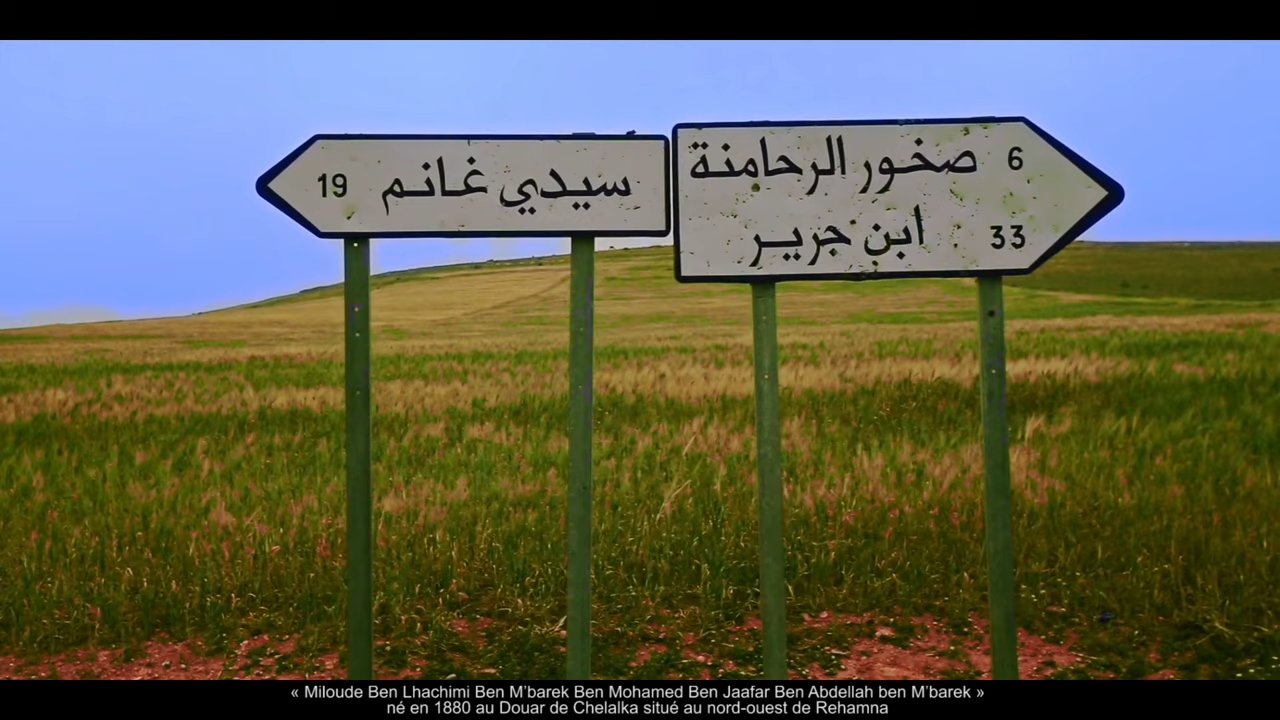 سيدي غانم 19
صخور الرحامنة 6
ابن جرير 33
« Miloude Ben Lhachimi Ben M'barek Ben Mohamed Ben Jaafar Ben Abdellah ben M'barek »
né en 1880 au Douar de Chelalka situé au nord-ouest de Rehamna